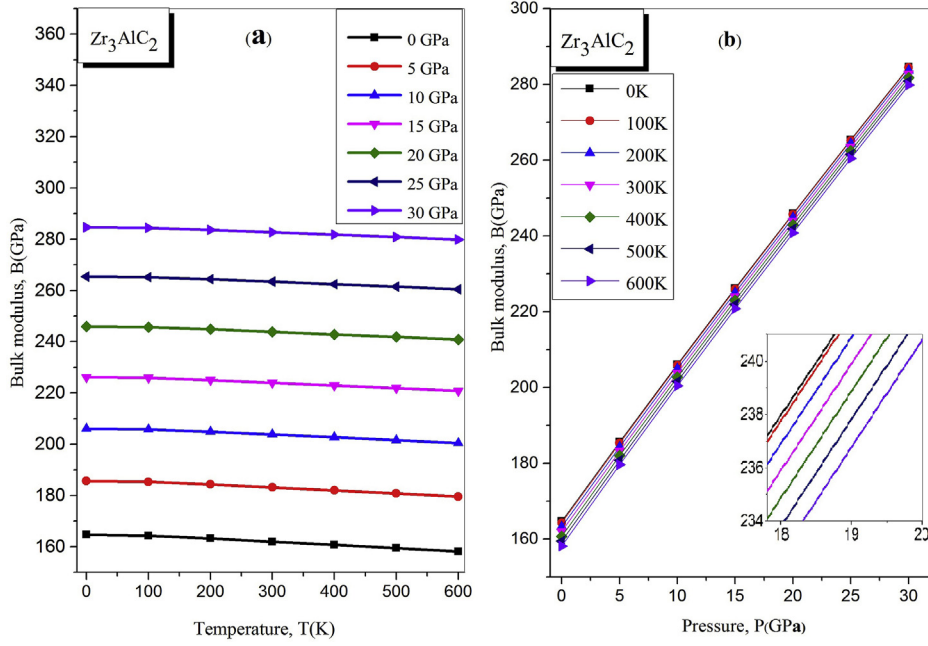 Zr3AlC2
(a)
0 GPa
5 GPa
10 GPa
15 GPa
20 GPa
25 GPa
30 GPa
370
360
340
320
300
280
260
240
220
200
180
160
0 100 200 300 400 500 600
Temperature, T(K)
Bulk modulus, B(GPa)
Zr3AlC2
(b)
0K
100K
200K
300K
400K
500K
600K
300
280
260
240
220
200
180
160
0 5 10 15 20 25 30
Pressure, P(GPa)
Bulk modulus, B(GPa)
240
238
236
234
18 19 20